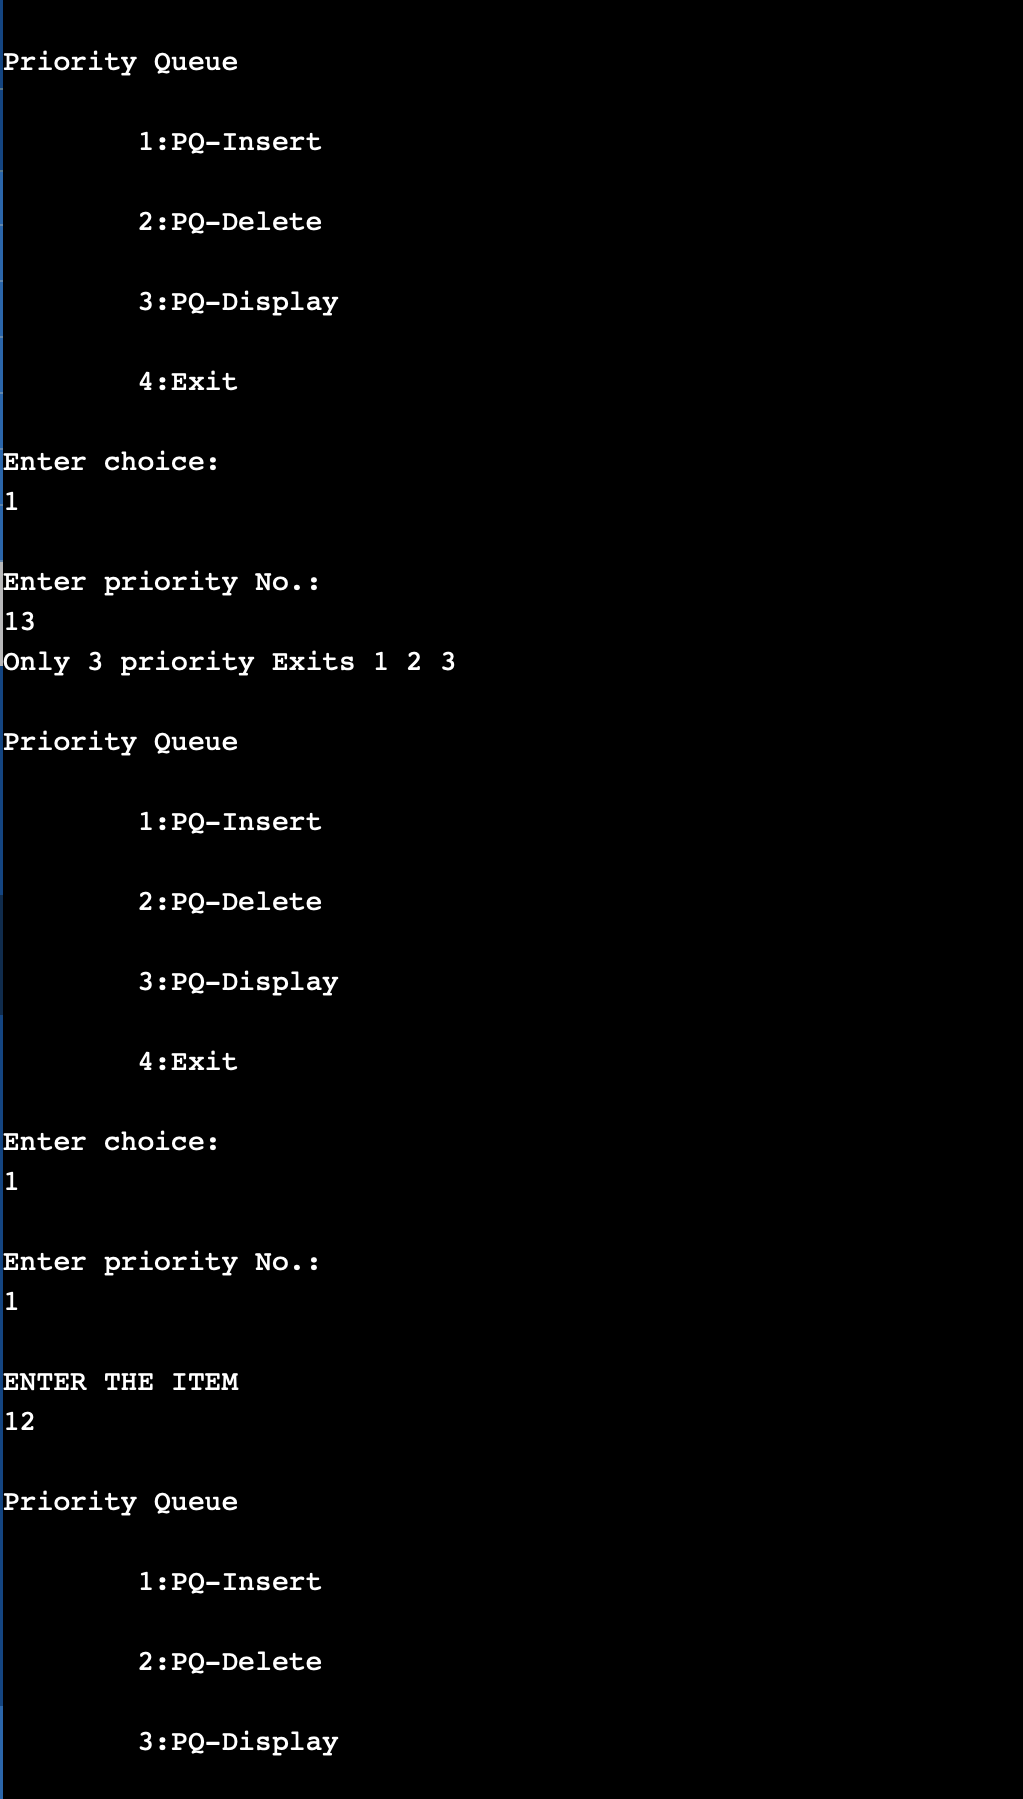 Priority Queue
1:PQ-Insert
2:PQ-Delete
3:PQ-Display
4:Exit
Enter choice:
1
Enter priority No.:
13
Only 3 priority Exits 1 2 3
Priority Queue
1:PQ-Insert
2:PQ-Delete
3:PQ-Display
4:Exit
Enter choice:
1
Enter priority No.:
1
ENTER THE ITEM
12
Priority Queue
1:PQ-Insert
2:PQ-Delete
3:PQ-Display